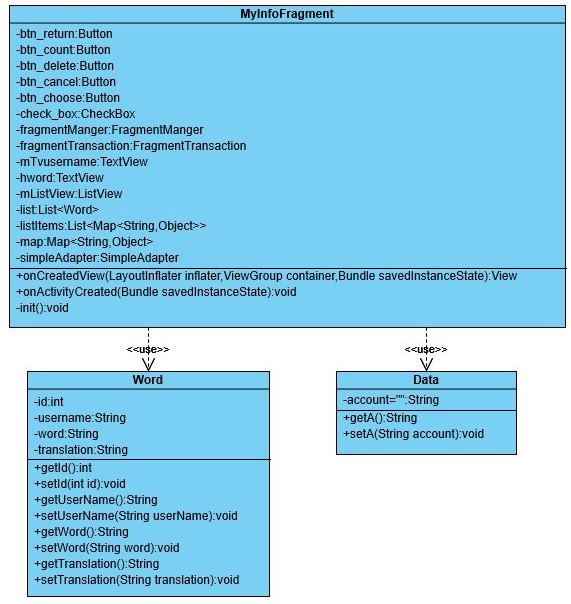 MyInfoFragment
-btn_return:Button
-btn_count:Button
-btn_delete:Button
-btn_cancel:Button
-btn_choose:Button
-check_box:CheckBox
-fragmentManger:FragmentManger
-fragmentTransaction:FragmentTransaction
-mTvusername:TextView
-hword:TextView
-mListView:ListView
-list:List<Word>
-listItems:List<Map<String,Object>>
-map:Map<String,Object>
-simpleAdapter:SimpleAdapter
+onCreatedView(LayoutInflater inflater,ViewGroup container,Bundle savedInstanceState):View
+onActivityCreated(Bundle savedInstanceState):void
-init():void
<<use>>
<<use>>
Word
-id:int
-username:String
-word:String
-translation:String
+getId():int
+setId(int id):void
+getUserName():String
+setUserName(String userName):void
+getWord():String
+setWord(String word):void
+getTranslation():String
+setTranslation(String translation):void
Data
-account="":String
+getA():String
+setA(String account):void